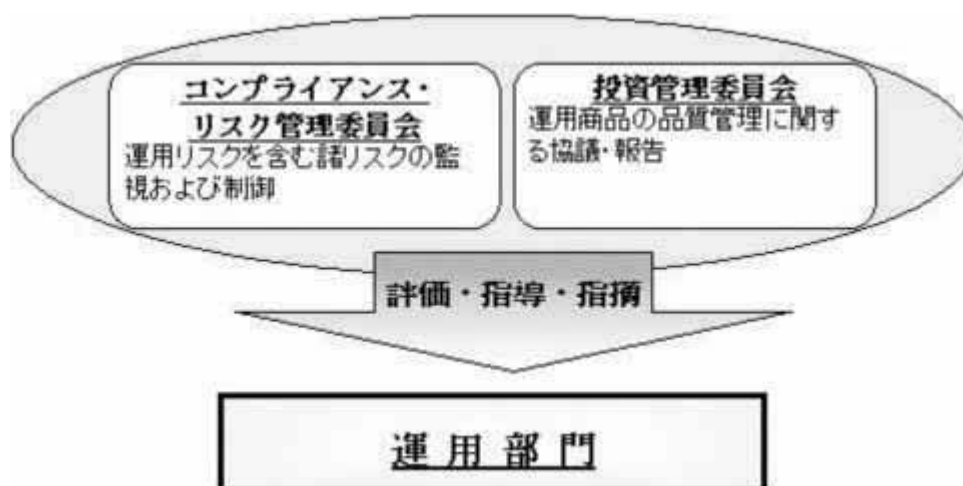 コンプライアンス・
リスク管理委員会
運用リスクを含む諸リスクの監
視および制御
投資管理委員会
運用商品の品質管理に関す
る協議・報告
評価・指導・指摘
運用部門